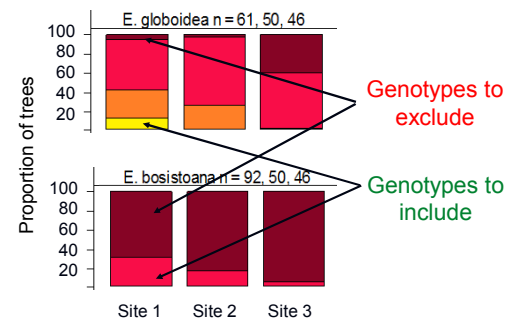 E. globoidea n = 61, 50, 46
100
80
60
40
20
Genotypes to
exclude
Proportion of trees
E. bosistoana n = 92, 50, 46
100
80
60
40
20
Genotypes to
include
Site 1 Site 2 Site 3